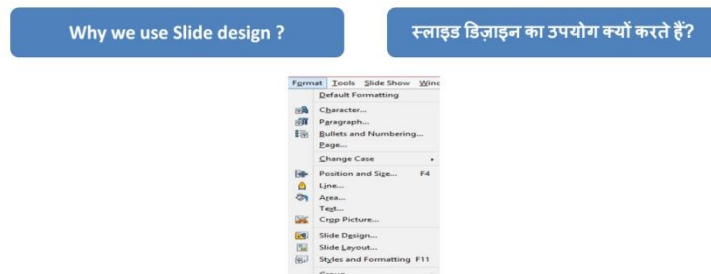 Why we use Slide design ?
स्लाइड डिज़ाइन का उपयोग क्यों करते हैं?
Format Tools Slide Show Wind
Default Formatting
Character...
Paragraph...
Bullets and Numbering...
Page...
Change Case
Position and Size... F4
Line...
Area...
Text...
Crop Picture...
Slide Design...
Slide Layout...
Styles and Formatting F11